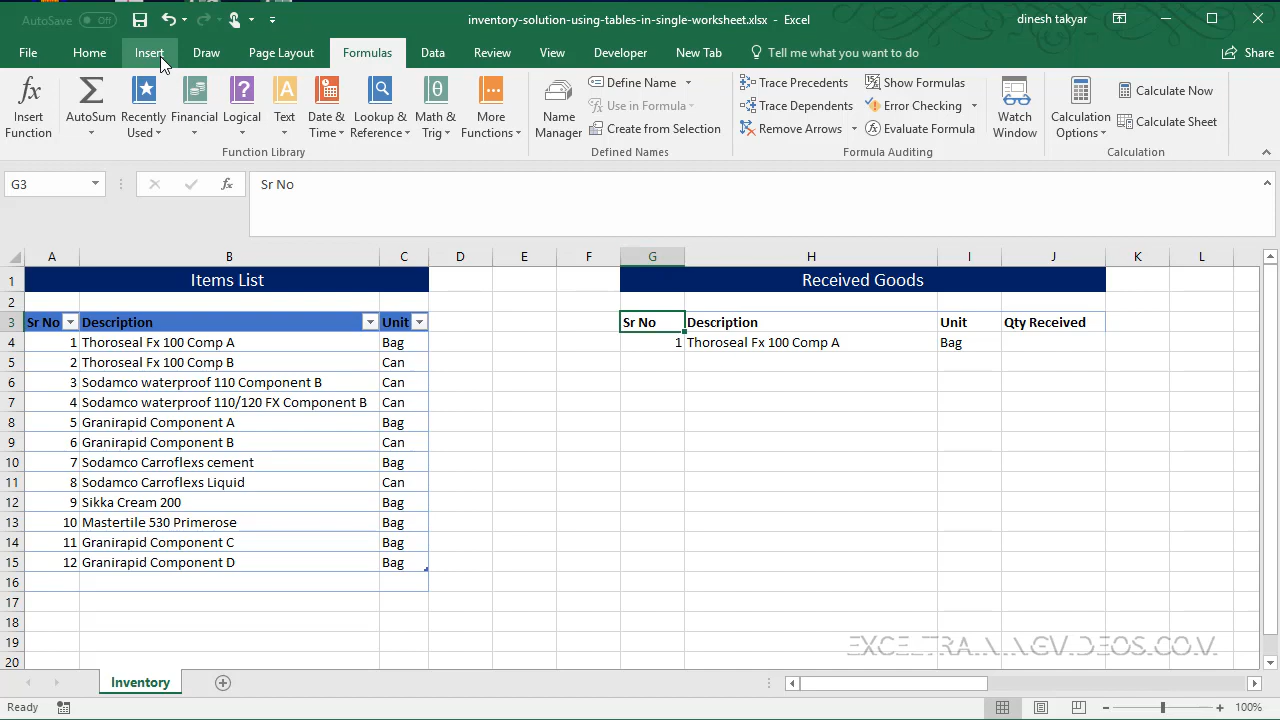 AutoSave Off inventory-solution-using-tables-in-single-worksheet.xlsx - Excel dinesh takyar
File Home Insert Draw Page Layout Formulas Data Review View Developer New Tab Tell me what you want to do Share
Insert Function
AutoSum
Recently Used
Financial
Logical
Text
Date & Time
Lookup & Reference
Math & Trig
More Functions
Function Library
Name Manager
Define Name
Use in Formula
Create from Selection
Defined Names
Trace Precedents
Trace Dependents
Remove Arrows
Show Formulas
Error Checking
Evaluate Formula
Formula Auditing
Watch Window
Calculation Options
Calculate Now
Calculate Sheet
Calculation
G3 fx Sr No
A B C D E F G H I J K L
1 Items List Received Goods
2
3 Sr No Description Unit Sr No Description Unit Qty Received
4 1 Thoroseal Fx 100 Comp A Bag 1 Thoroseal Fx 100 Comp A Bag
5 2 Thoroseal Fx 100 Comp B Can
6 3 Sodamco waterproof 110 Component B Can
7 4 Sodamco waterproof 110/120 FX Component B Can
8 5 Granirapid Component A Bag
9 6 Granirapid Component B Can
10 7 Sodamco Carroflexs cement Bag
11 8 Sodamco Carroflexs Liquid Can
12 9 Sikka Cream 200 Bag
13 10 Mastertile 530 Primerose Bag
14 11 Granirapid Component C Bag
15 12 Granirapid Component D Bag
16
17
18
19
20
EXCELTRAININGVIDEOS.COM
Inventory
Ready 100%